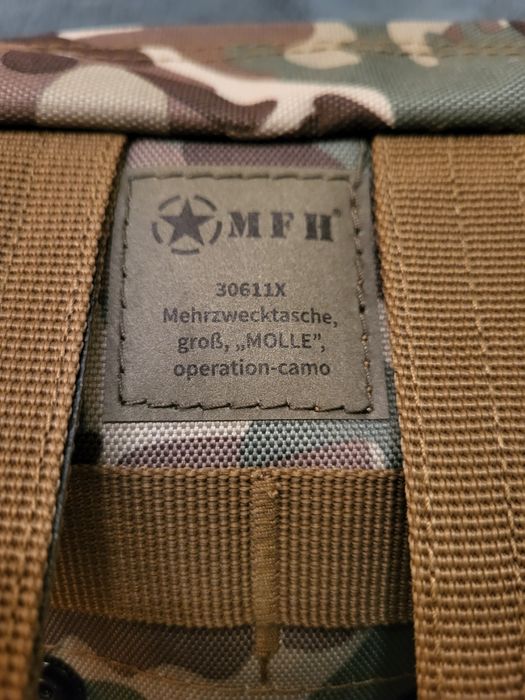 MFH®
30611X
Mehrzwecktasche,
groß, „MOLLE”,
operation-camo